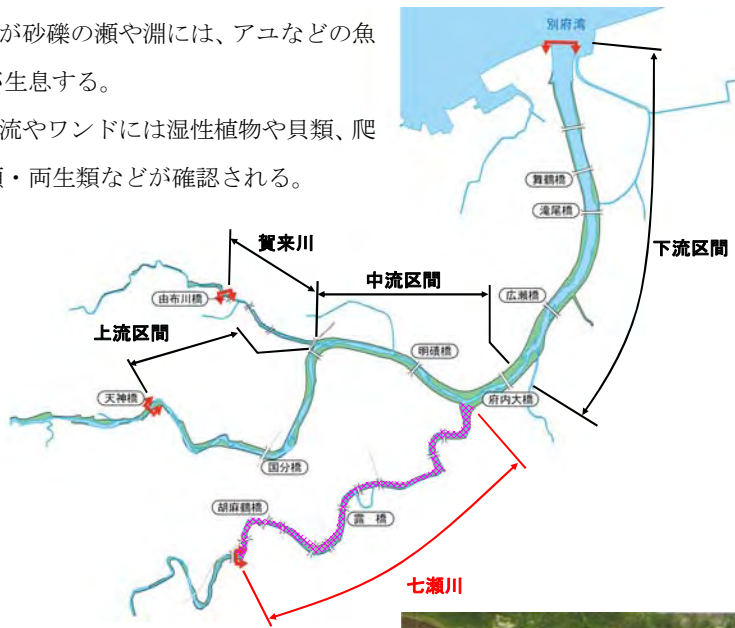 が砂礫の瀬や淵には、アユなどの魚
生息する。
流やワンドには湿性植物や貝類、爬
類・両生類などが確認される。
別府湾
舞鶴橋
滝尾橋
下流区間
賀来川
中流区間
由布川橋
広瀬橋
上流区間
明磧橋
天神橋
府内大橋
国分橋
胡麻鶴橋
露橋
七瀬川